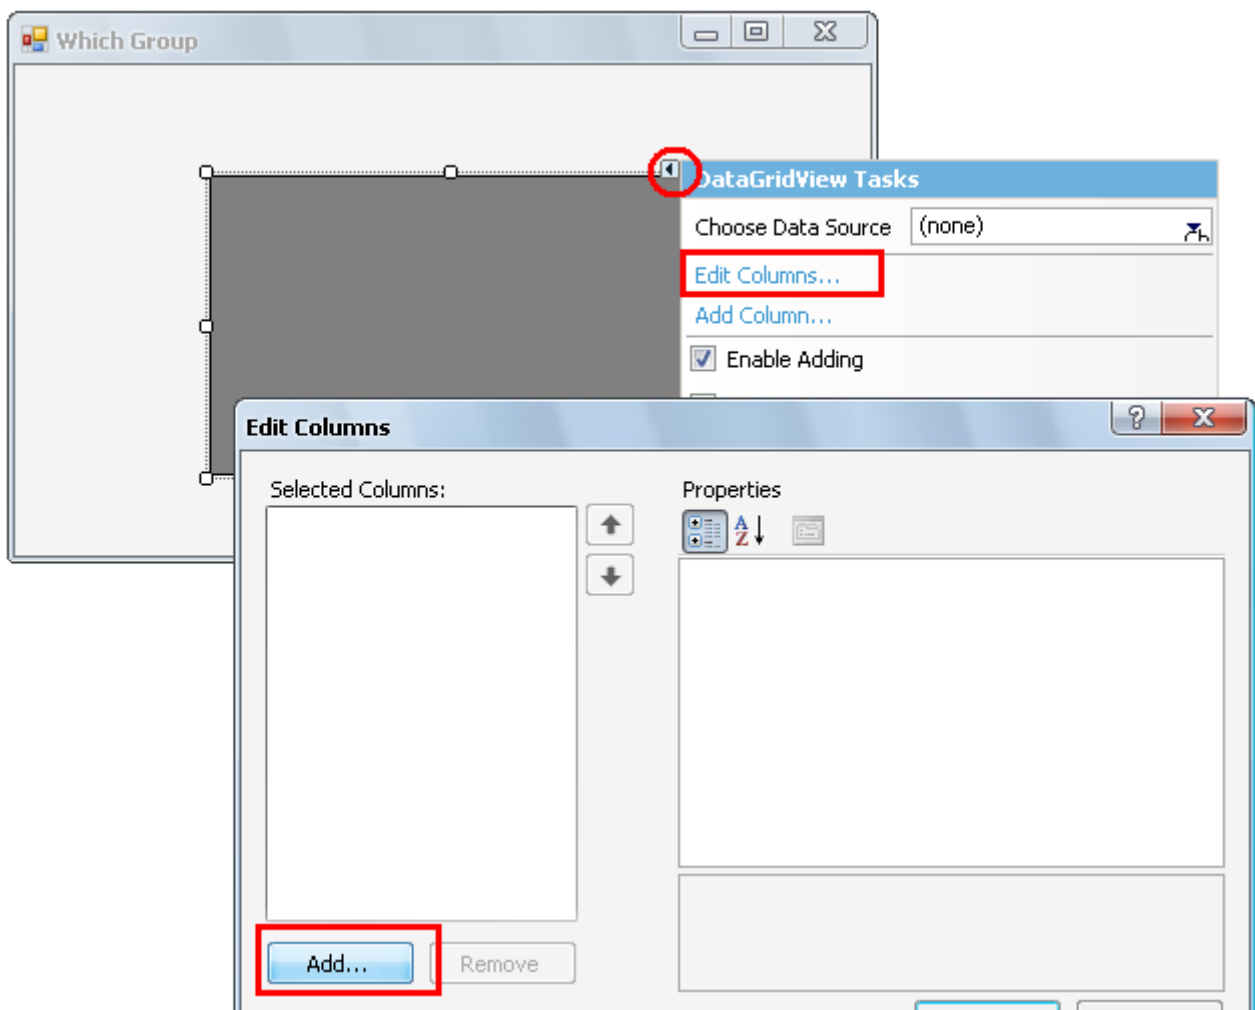 Which Group
DataGridView Tasks
Choose Data Source (none)
Edit Columns...
Add Column...
Enable Adding
Edit Columns
Selected Columns:
Properties
Add...
Remove